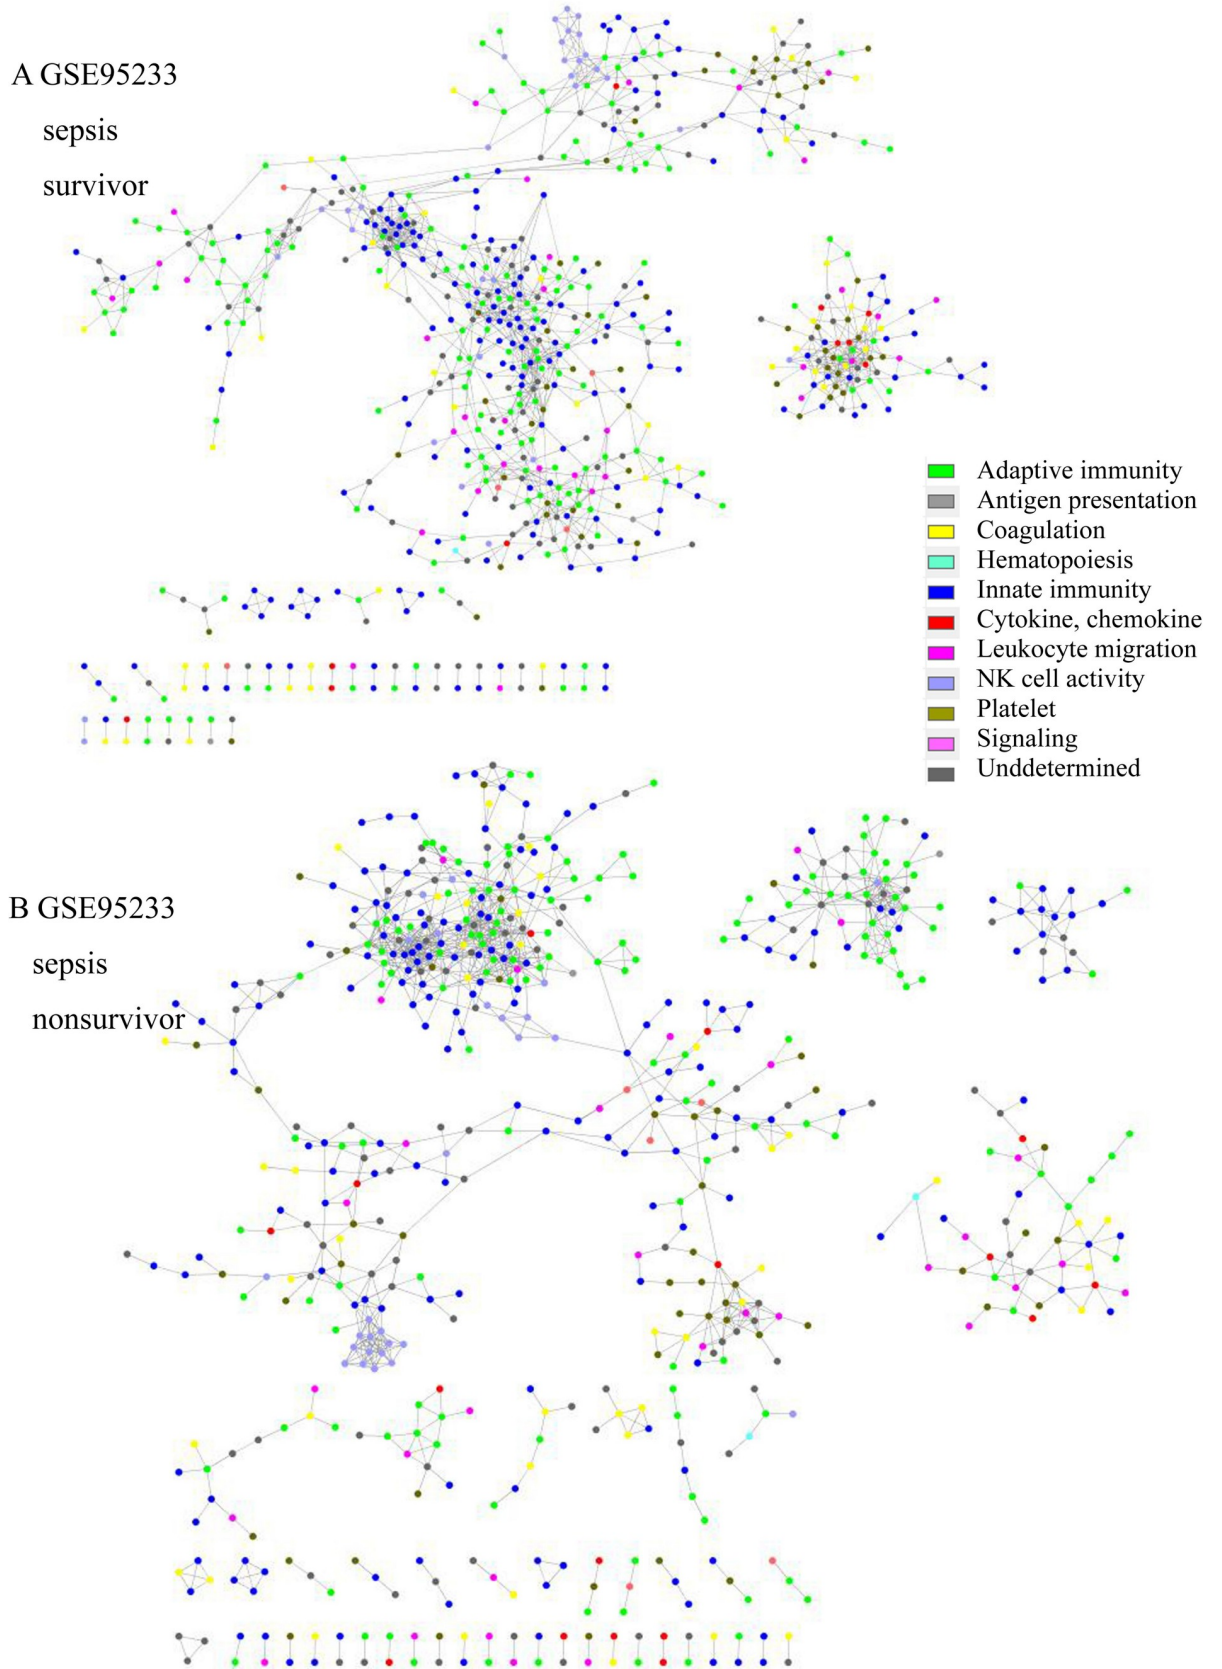 A GSE95233
sepsis
survivor
Adaptive immunity
Antigen presentation
Coagulation
Hematopoiesis
Innate immunity
Cytokine, chemokine
Leukocyte migration
NK cell activity
Platelet
Signaling
Unddetermined
B GSE95233
sepsis
nonsurvivor